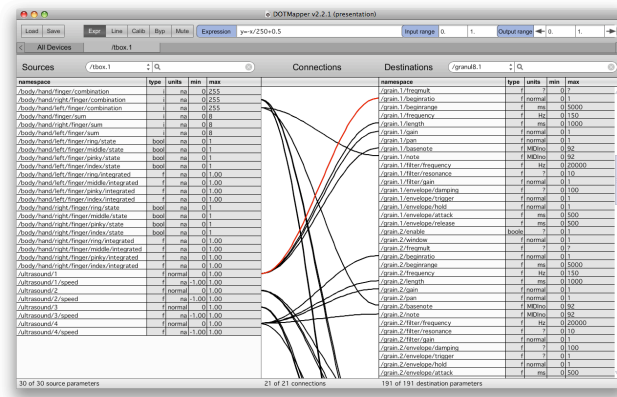 DOTMapper v2.2.1 (presentation)
Load Save Expr Line Calib Byp Mute Expression y=-x/250+0.5 Input range 0. 1. Output range 0. 1.
All Devices /tbox.1
Sources /tbox.1 Connections Destinations /granul8.1
namespace type units min max
/body/hand/finger/combination i na 0 255
/body/hand/right/finger/combination i na 0 255
/body/hand/left/finger/combination i na 0 255
/body/hand/finger/sum i na 0 8
/body/hand/right/finger/sum i na 0 8
/body/hand/left/finger/sum i na 0 8
/body/hand/left/finger/ring/state bool na 0 1
/body/hand/left/finger/middle/state bool na 0 1
/body/hand/left/finger/pinky/state bool na 0 1
/body/hand/left/finger/index/state bool na 0 1
/body/hand/left/finger/ring/integrated f na 0 1.00
/body/hand/left/finger/middle/integrated f na 0 1.00
/body/hand/left/finger/pinky/integrated f na 0 1.00
/body/hand/left/finger/index/integrated f na 0 1.00
/body/hand/right/finger/ring/state bool na 0 1
/body/hand/right/finger/middle/state bool na 0 1
/body/hand/right/finger/pinky/state bool na 0 1
/body/hand/right/finger/index/state bool na 0 1
/body/hand/right/finger/ring/integrated f na 0 1.00
/body/hand/right/finger/middle/integrated f na 0 1.00
/body/hand/right/finger/pinky/integrated f na 0 1.00
/body/hand/right/finger/index/integrated f na 0 1.00
/ultrasound/1 f normal 0 1.00
/ultrasound/1/speed f na -1.00 1.00
/ultrasound/2 f normal 0 1.00
/ultrasound/2/speed f na -1.00 1.00
/ultrasound/3 f normal 0 1.00
/ultrasound/3/speed f na -1.00 1.00
/ultrasound/4 f normal 0 1.00
/ultrasound/4/speed f na -1.00 1.00
namespace type units min max
/grain.1/freqmult f ? 0 ?
/grain.1/beginratio f normal 0 1
/grain.1/beginrange f ms 0 5000
/grain.1/frequency f Hz 0 150
/grain.1/length f ms 0 1000
/grain.1/gain f normal 0 1
/grain.1/pan f normal 0 1
/grain.1/basenote f MIDIno 0 92
/grain.1/note f MIDIno 0 92
/grain.1/filter/frequency f Hz 0 20000
/grain.1/filter/resonance f ? 0 10
/grain.1/filter/gain f normal 0 1
/grain.1/envelope/damping f ? 0 100
/grain.1/envelope/trigger f normal 0 1
/grain.1/envelope/hold f normal 0 1
/grain.1/envelope/attack f ms 0 500
/grain.1/envelope/release f ms 0 500
/grain.2/enable boole ? 0 1
/grain.2/window f normal 0 1
/grain.2/freqmult f ? 0 ?
/grain.2/beginratio f normal 0 1
/grain.2/beginrange f ms 0 5000
/grain.2/frequency f Hz 0 150
/grain.2/length f ms 0 1000
/grain.2/gain f normal 0 1
/grain.2/pan f normal 0 1
/grain.2/basenote f MIDIno 0 92
/grain.2/note f MIDIno 0 92
/grain.2/filter/frequency f Hz 0 20000
/grain.2/filter/resonance f ? 0 10
/grain.2/filter/gain f normal 0 1
/grain.2/envelope/damping f ? 0 100
/grain.2/envelope/trigger f ? 0 1
/grain.2/envelope/hold f normal 0 1
/grain.2/envelope/attack f ms 0 500
30 of 30 source parameters 21 of 21 connections 191 of 191 destination parameters